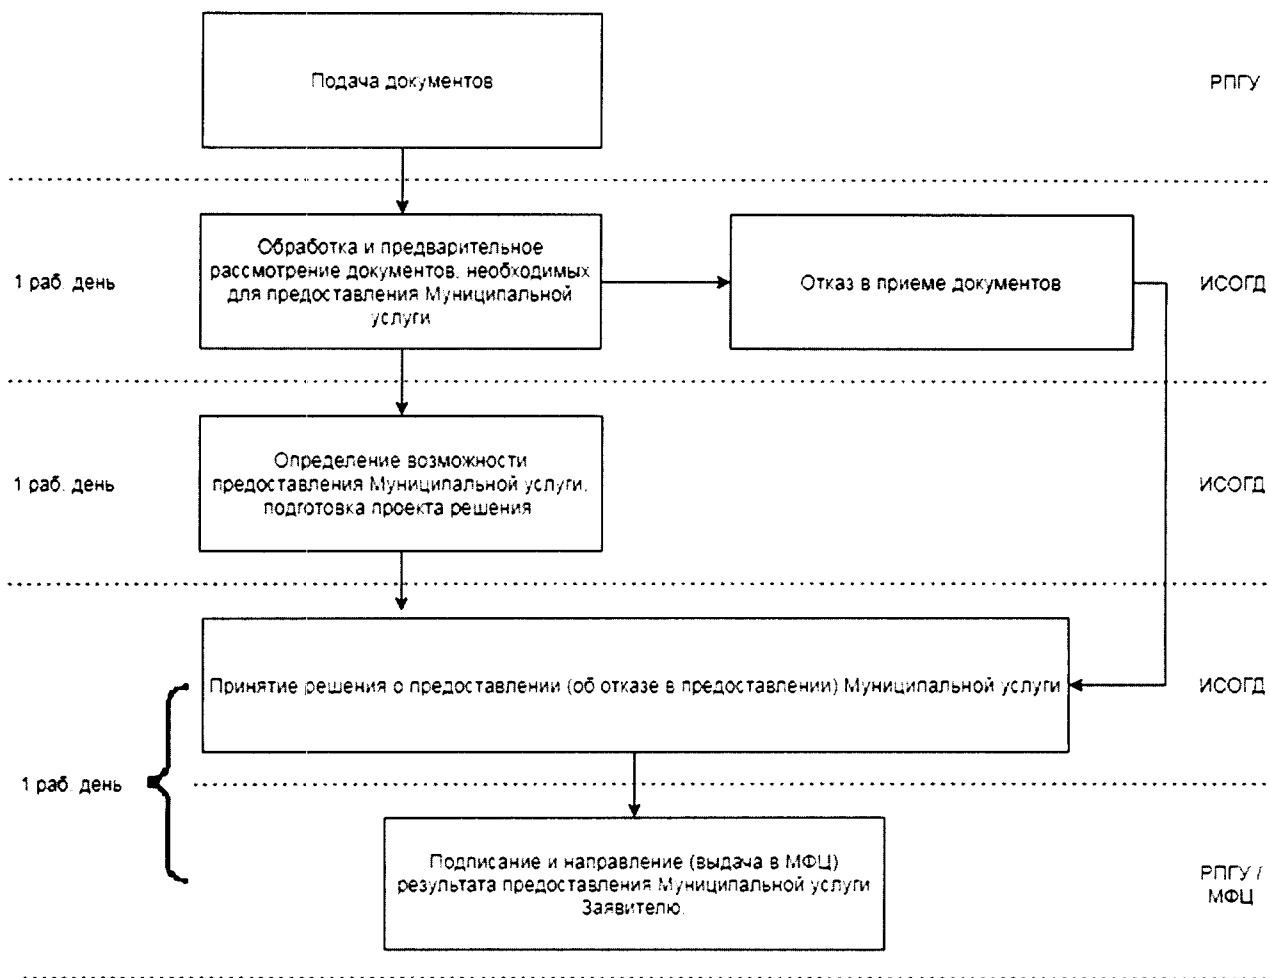 Подача документов
РПГУ
1 раб. день
Обработка и предварительное
рассмотрение документов, необходимых
для предоставления Муниципальной
услуги
Отказ в приеме документов
ИСОГД
1 раб. день
Определение возможности
предоставления Муниципальной услуги,
подготовка проекта решения
ИСОГД
Принятие решения о предоставлении (об отказе в предоставлении) Муниципальной услуги
ИСОГД
1 раб. день
Подписание и направление (выдача в МФЦ)
результата предоставления Муниципальной услуги
Заявителю.
РПГУ /
МФЦ